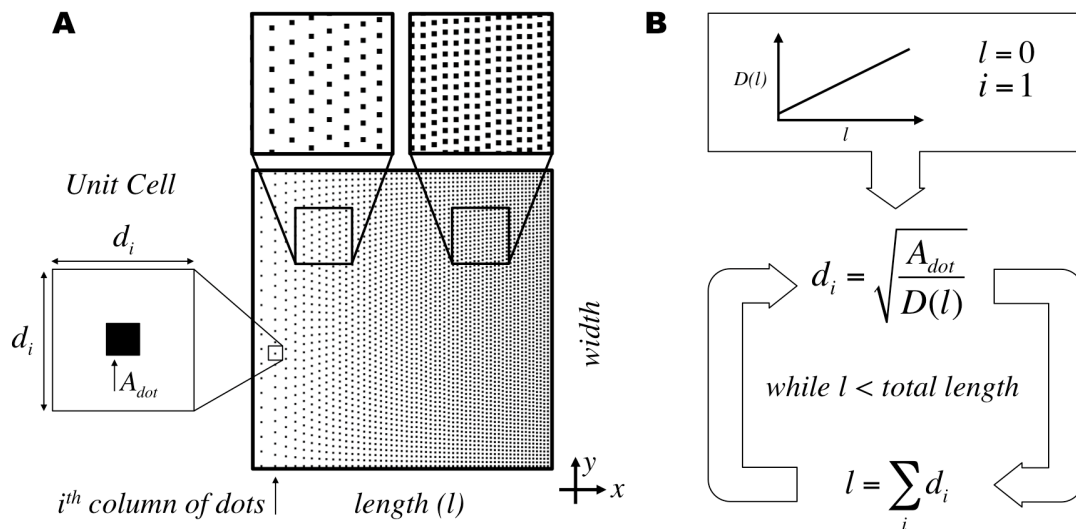 A
Unit Cell
d_i
d_i
A_dot
i^th column of dots
length (l)
width
y
x
B
D(l)
l
l = 0
i = 1
d_i = √(A_dot / D(l))
while l < total length
l = ∑_i d_i